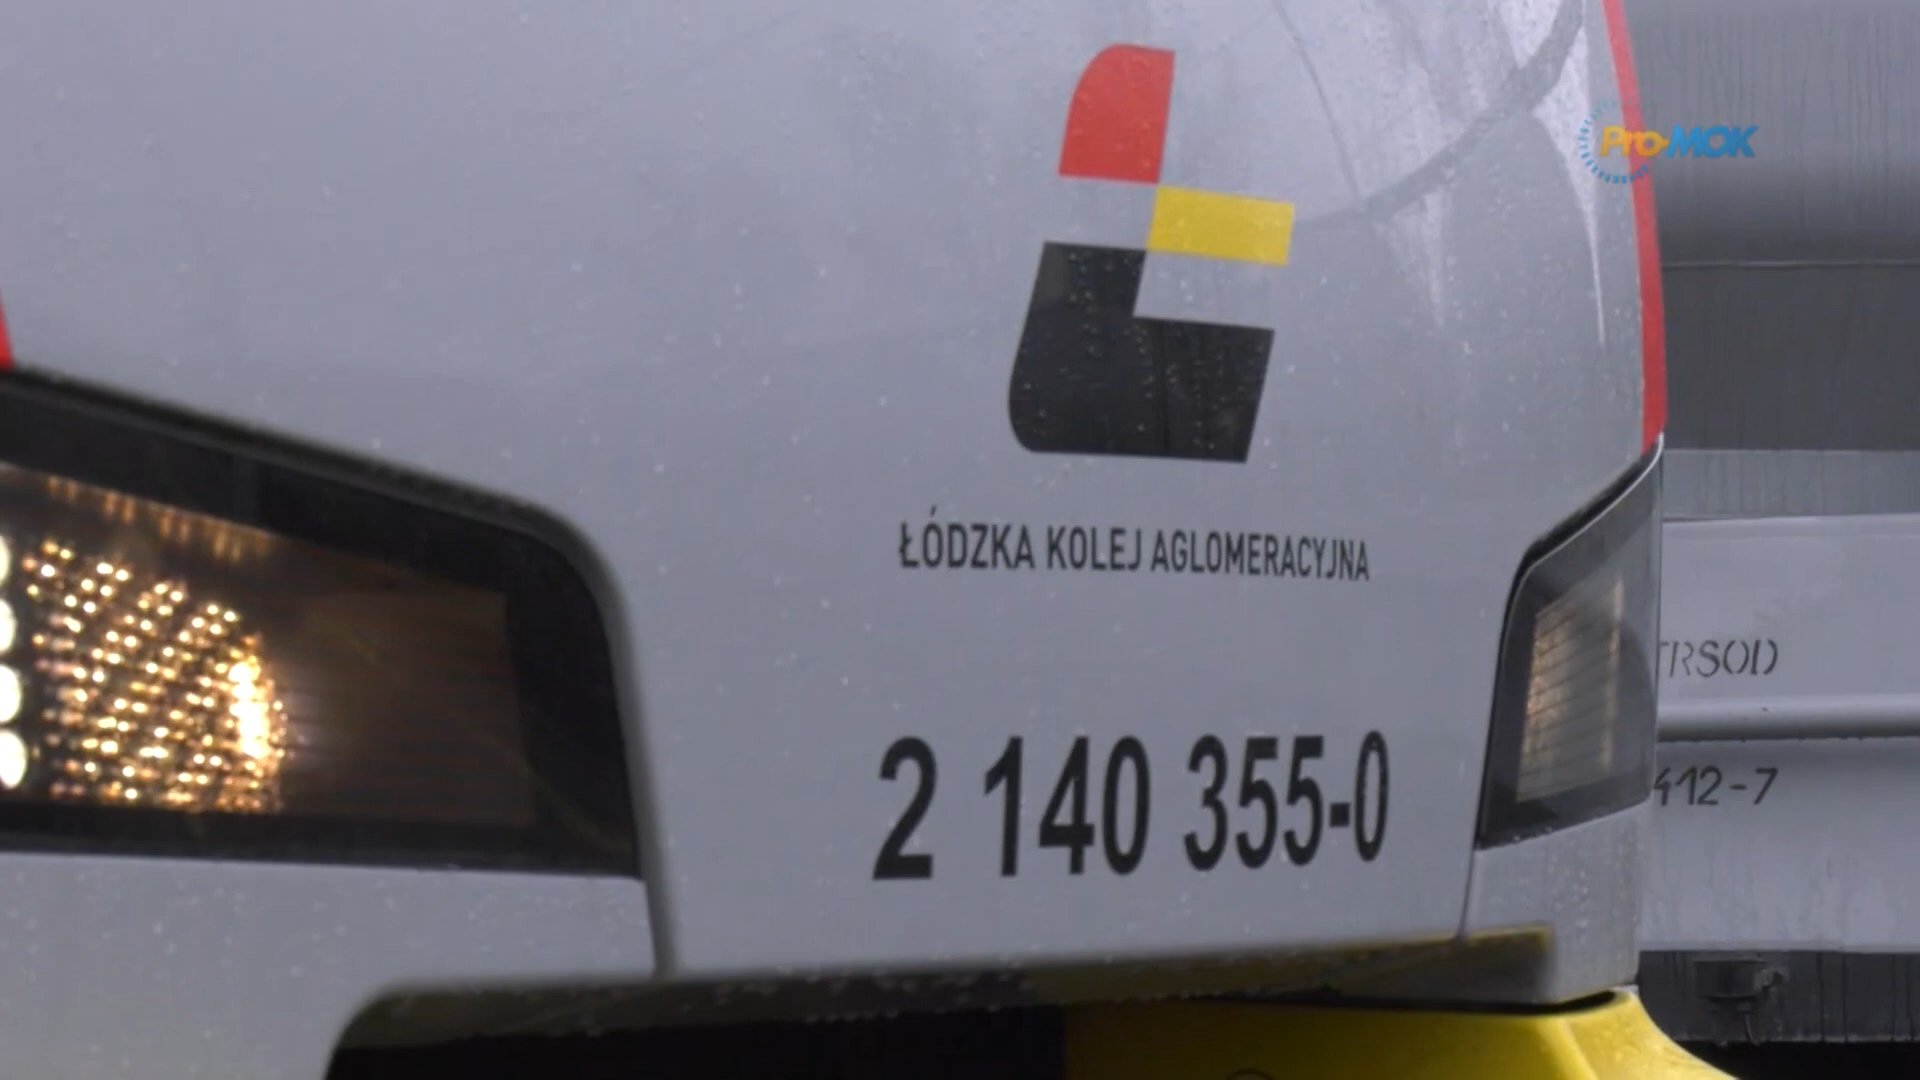 Pro-MOK
ŁÓDZKA KOLEJ AGLOMERACYJNA
TRSOD
2 140 355-0
412-7